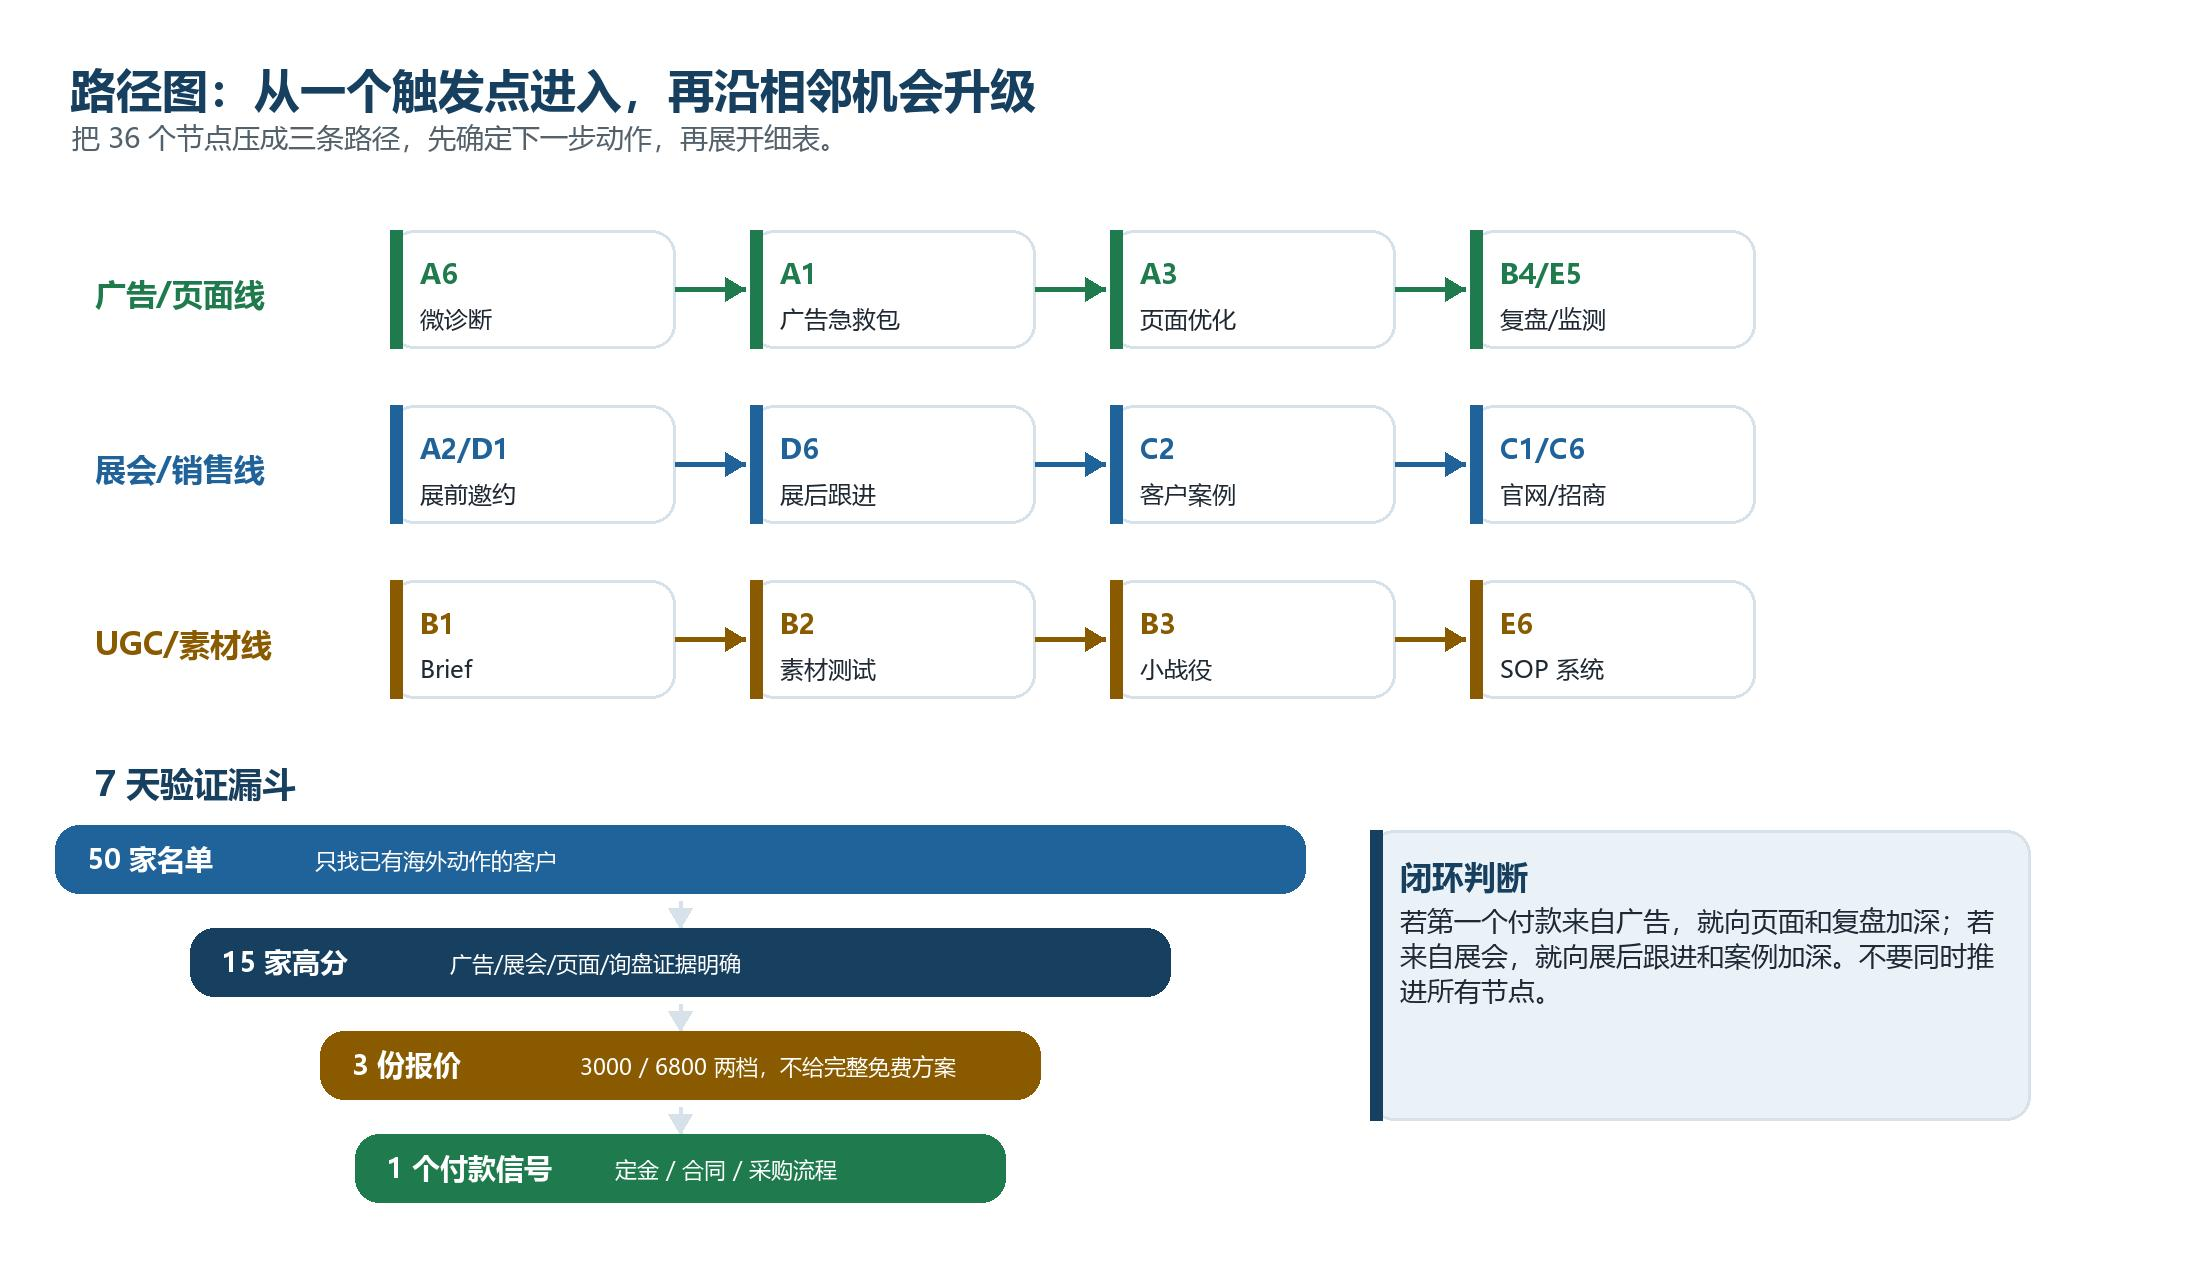 路径图：从一个触发点进入，再沿相邻机会升级
把 36 个节点压成三条路径，先确定下一步动作，再展开细表。
广告/页面线
A6
微诊断
A1
广告急救包
A3
页面优化
B4/E5
复盘/监测
展会/销售线
A2/D1
展前邀约
D6
展后跟进
C2
客户案例
C1/C6
官网/招商
UGC/素材线
B1
Brief
B2
素材测试
B3
小战役
E6
SOP 系统
7 天验证漏斗
50 家名单
只找已有海外动作的客户
15 家高分
广告/展会/页面/询盘证据明确
3 份报价
3000 / 6800 两档，不给完整免费方案
1 个付款信号
定金 / 合同 / 采购流程
闭环判断
若第一个付款来自广告，就向页面和复盘加深；若
来自展会，就向展后跟进和案例加深。不要同时推
进所有节点。